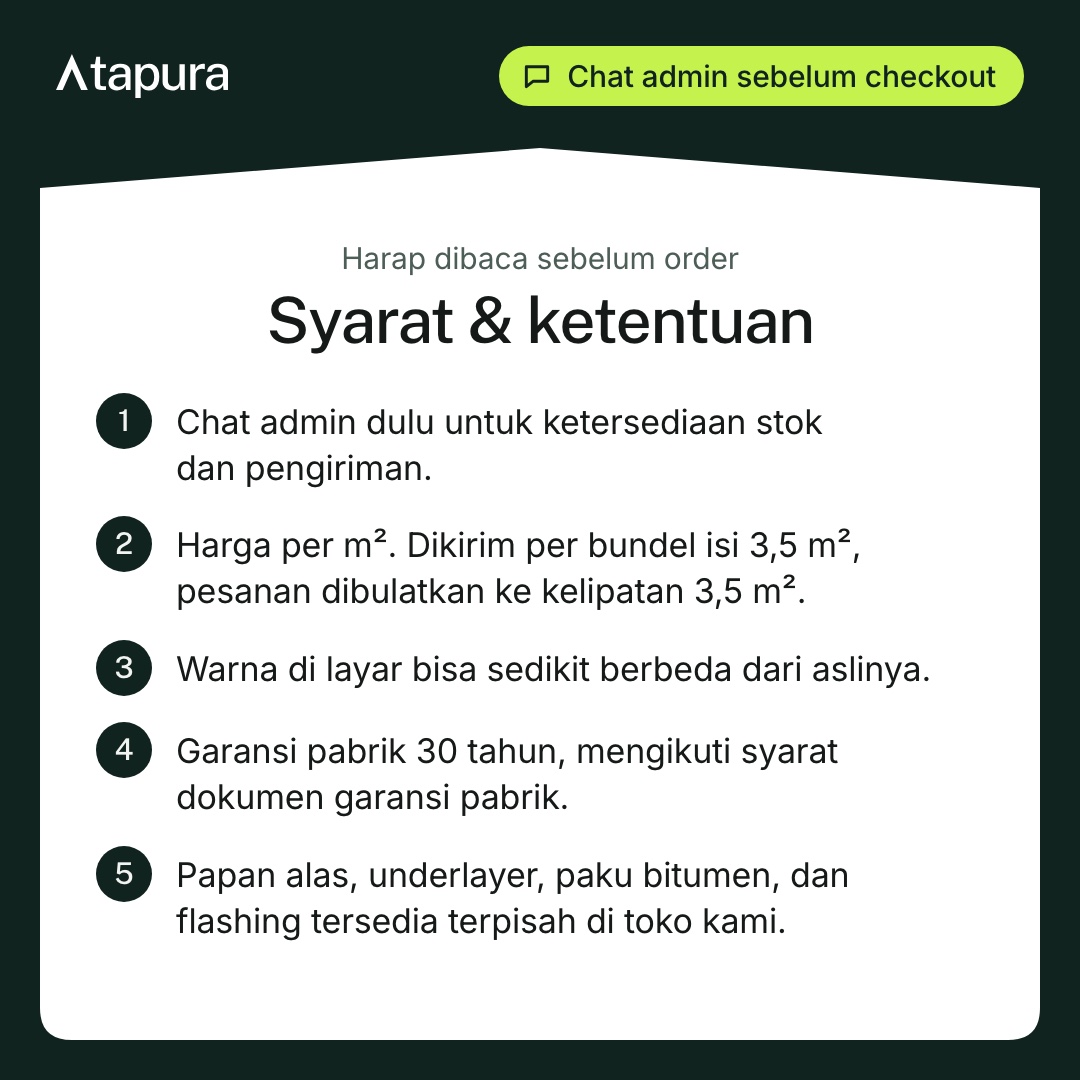 Atapura
Chat admin sebelum checkout
Harap dibaca sebelum order
Syarat & ketentuan
1 Chat admin dulu untuk ketersediaan stok
dan pengiriman.
2 Harga per m². Dikirim per bundel isi 3,5 m²,
pesanan dibulatkan ke kelipatan 3,5 m².
3 Warna di layar bisa sedikit berbeda dari aslinya.
4 Garansi pabrik 30 tahun, mengikuti syarat
dokumen garansi pabrik.
5 Papan alas, underlayer, paku bitumen, dan
flashing tersedia terpisah di toko kami.